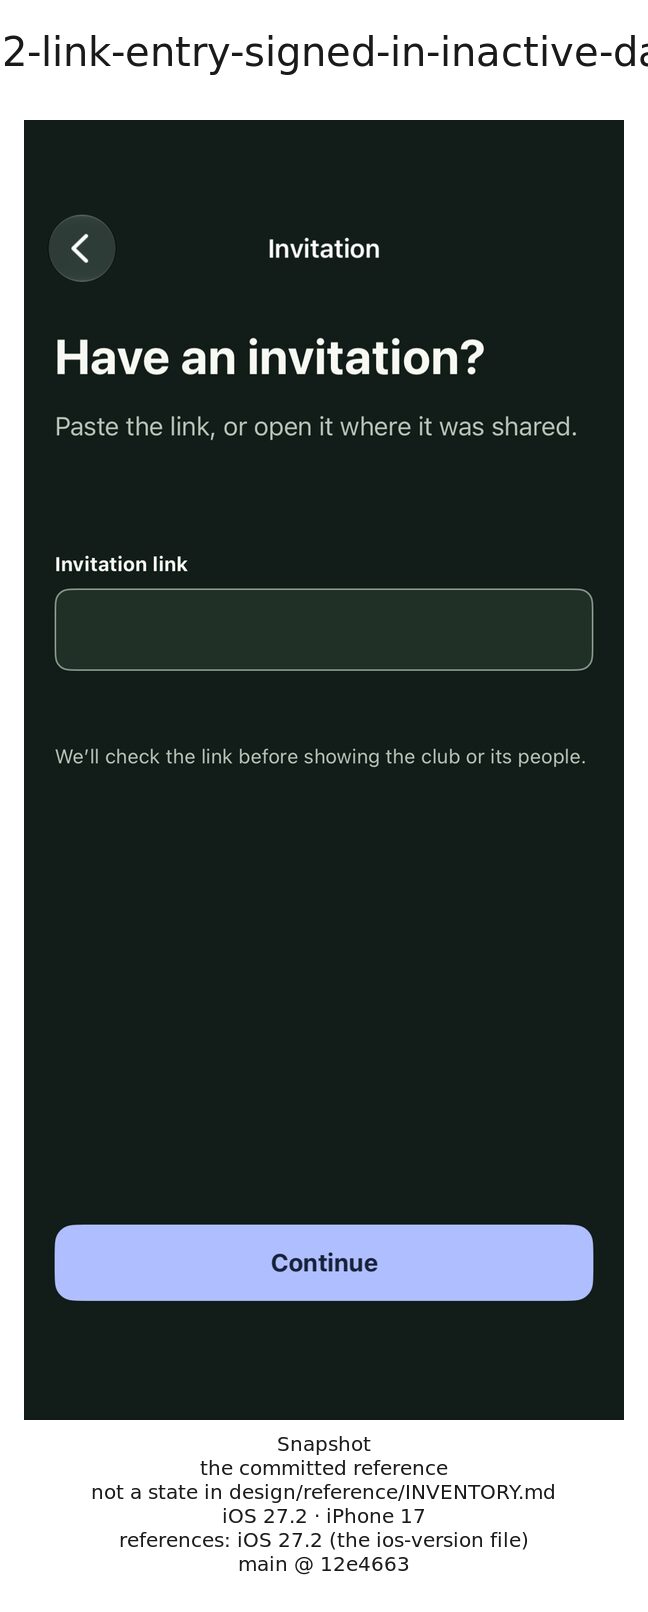 2-link-entry-signed-in-inactive-da
Invitation
Have an invitation?
Paste the link, or open it where it was shared.
Invitation link
We’ll check the link before showing the club or its people.
Continue
Snapshot
the committed reference
not a state in design/reference/INVENTORY.md
iOS 27.2 · iPhone 17
references: iOS 27.2 (the ios-version file)
main @ 12e4663